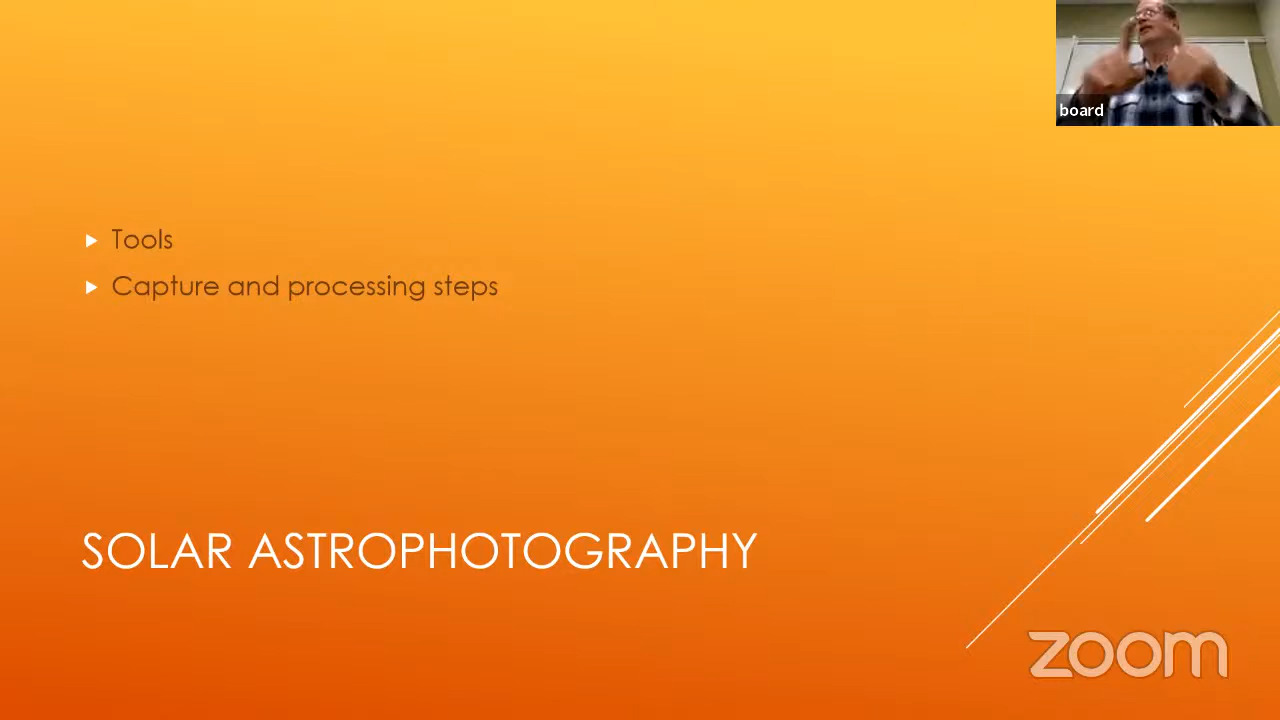 board
Tools
Capture and processing steps
SOLAR ASTROPHOTOGRAPHY
zoom